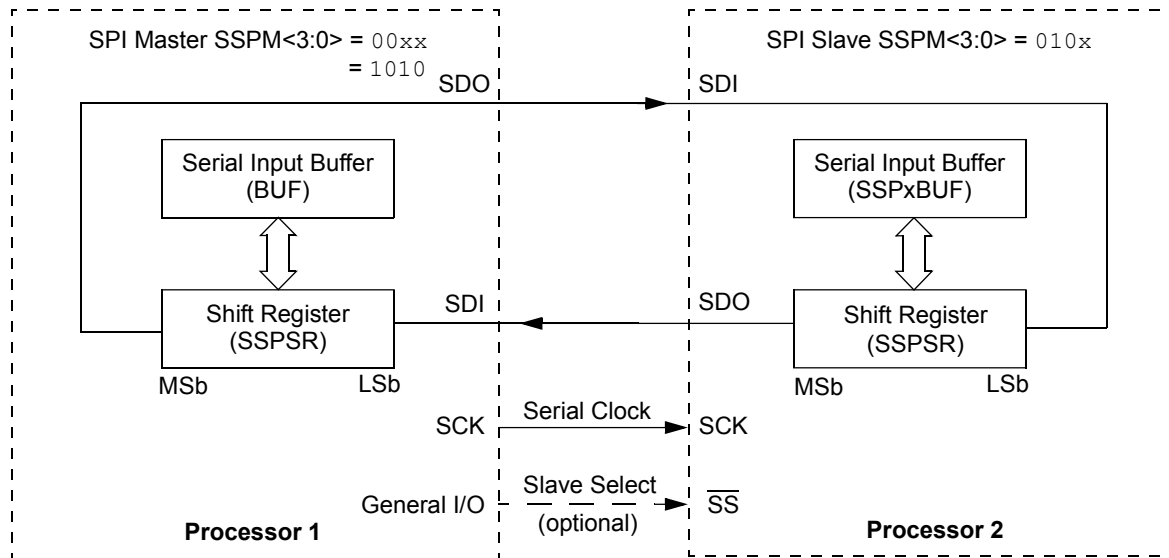 SPI Master SSPM<3:0> = 00xx
= 1010
SDO
Serial Input Buffer
(BUF)
Shift Register
(SSPSR)
MSb
LSb
SDI
SCK
General I/O
Processor 1
Serial Clock
Slave Select
(optional)
SPI Slave SSPM<3:0> = 010x
SDI
Serial Input Buffer
(SSPxBUF)
SDO
Shift Register
(SSPSR)
MSb
LSb
SCK
S̅S̅
Processor 2